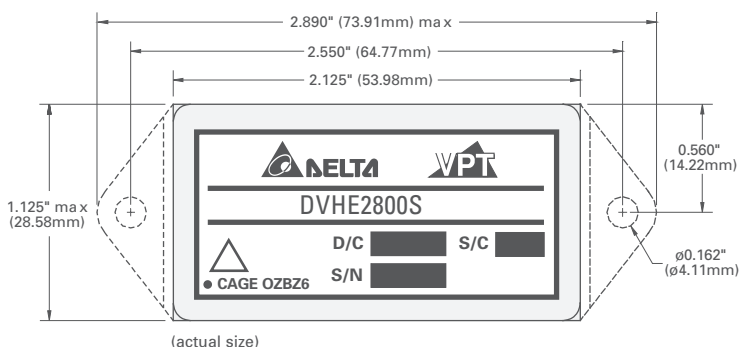 2.890" (73.91mm) max
2.550" (64.77mm)
2.125" (53.98mm)
0.560"
(14.22mm)
1.125" max
(28.58mm)
DELTA VPT
DVHE2800S
D/C S/C
S/N
CAGE OZBZ6
ø0.162"
(ø4.11mm)
(actual size)